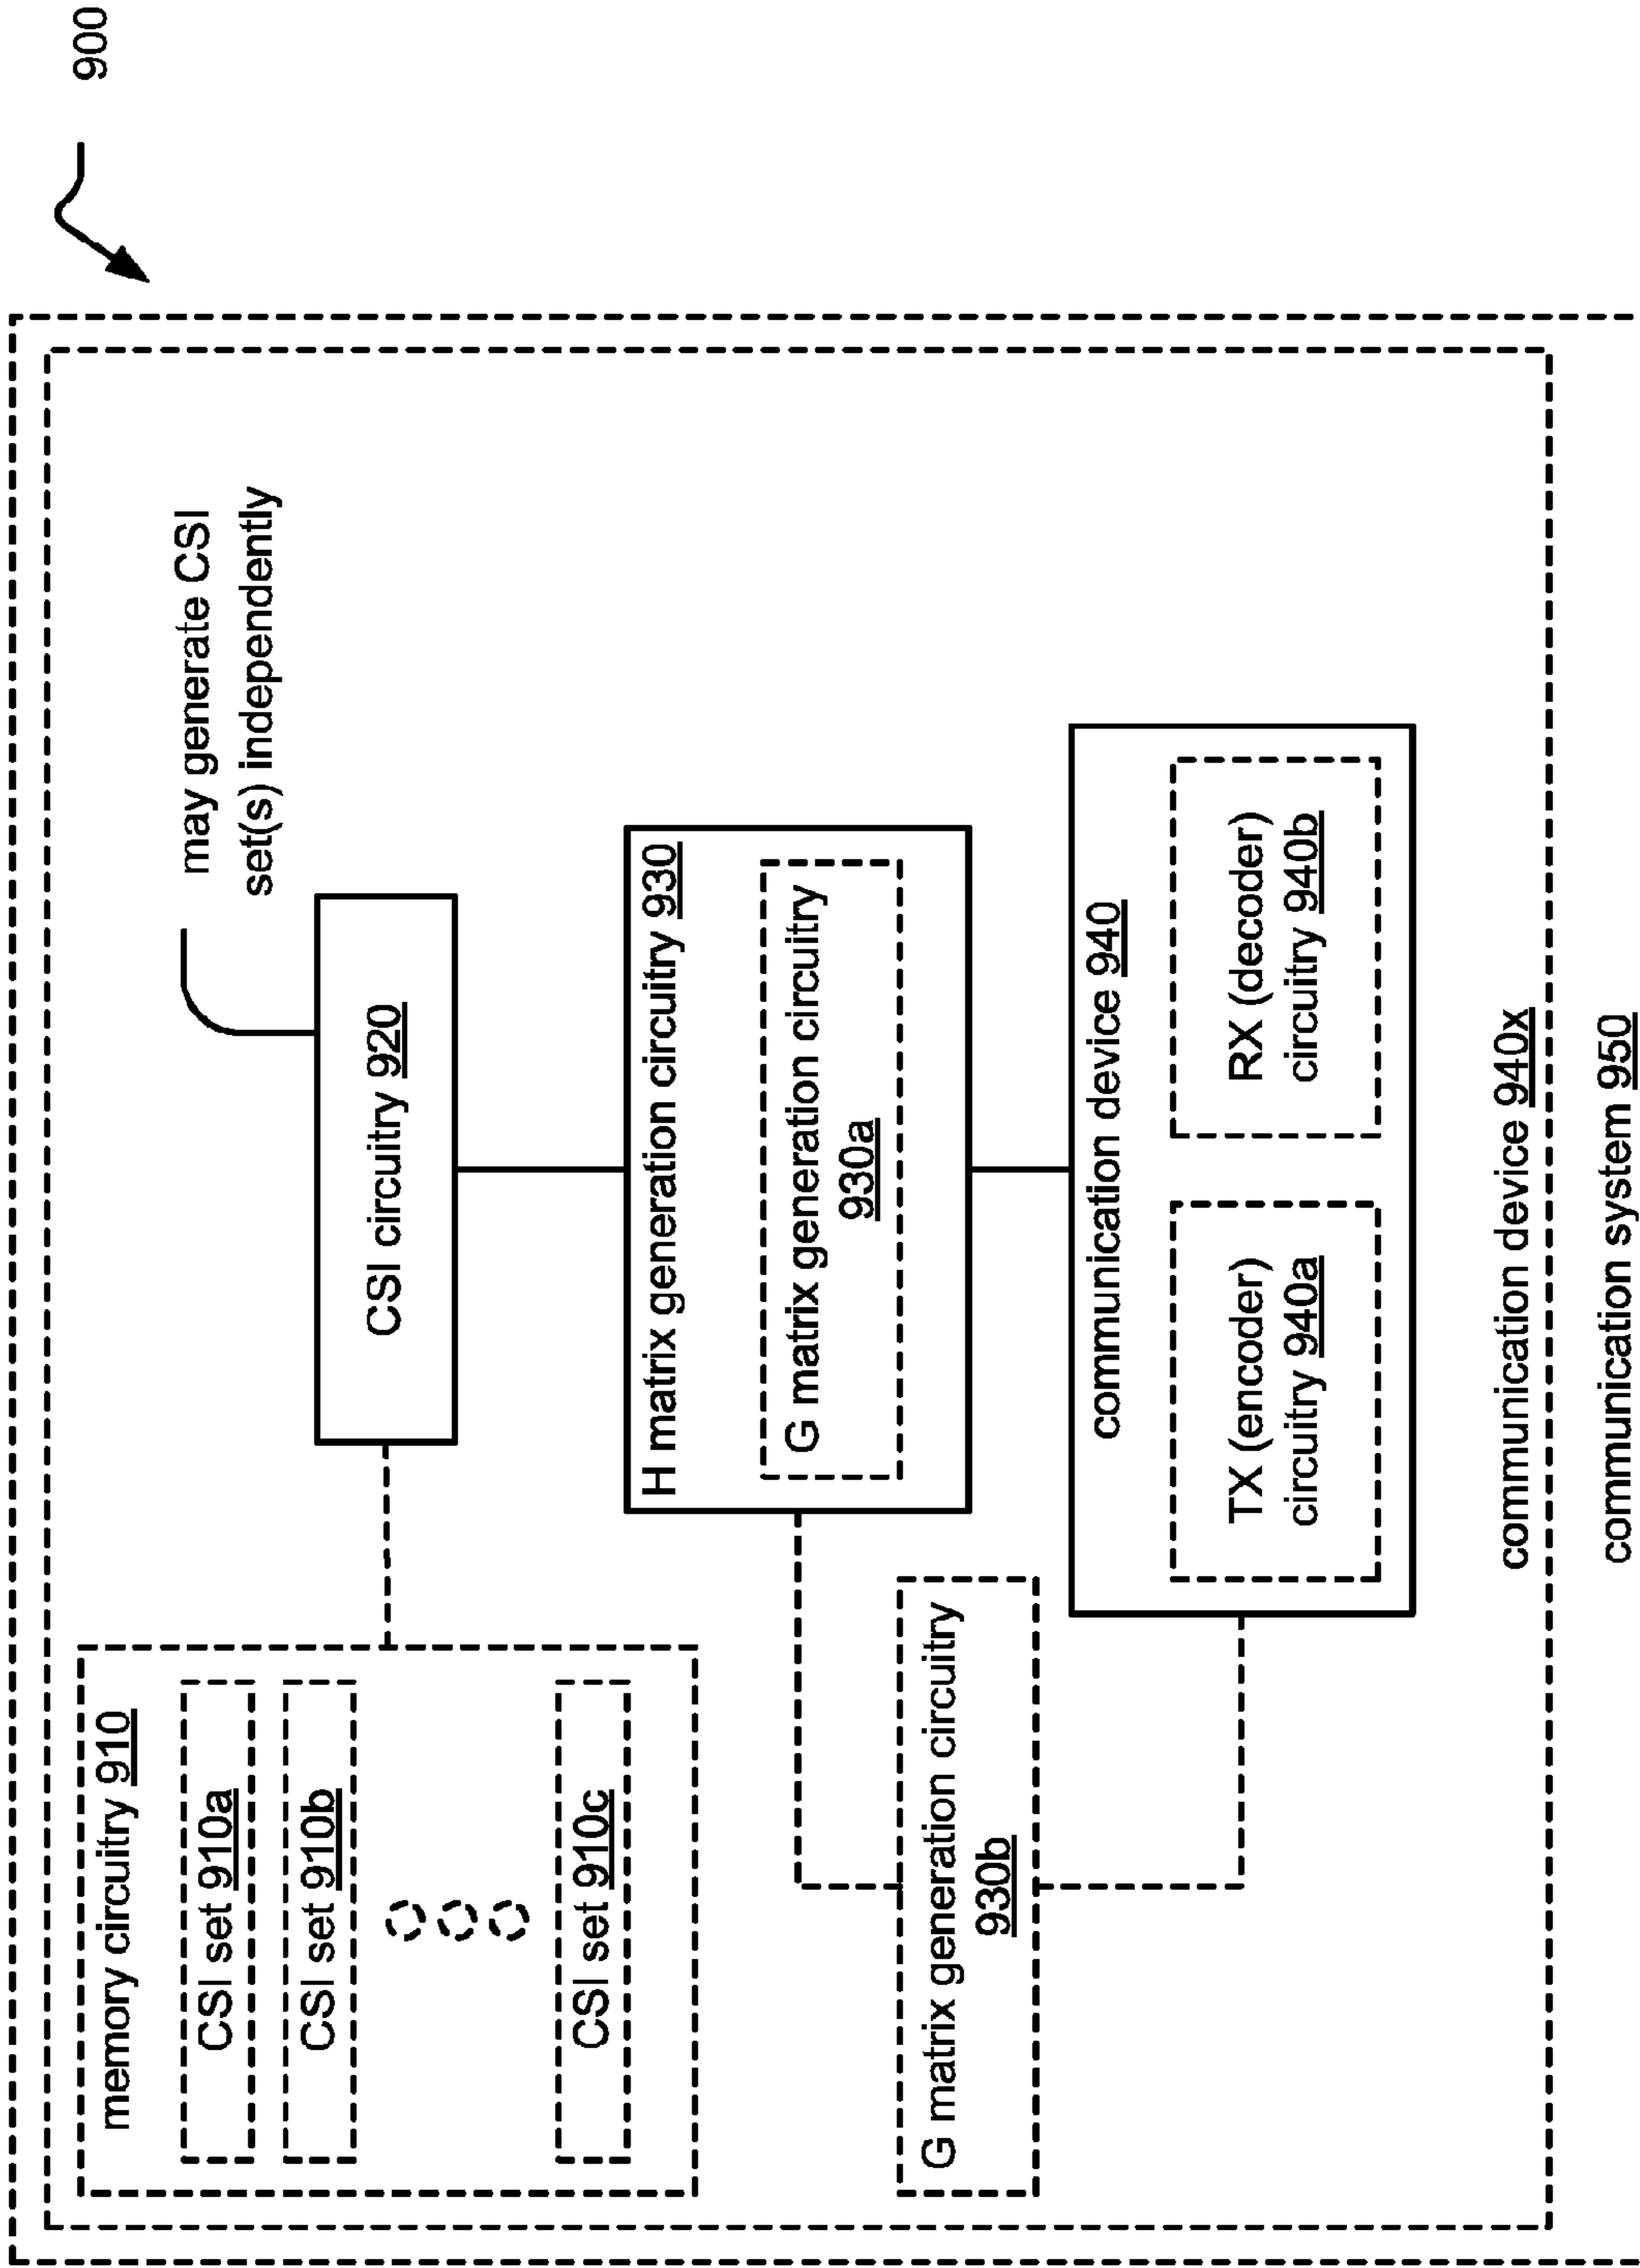 900
may generate CSI
set(s) independently
memory circuitry 910
CSI set 910a
CSI set 910b
CSI set 910c
CSI circuitry 920
H matrix generation circuitry 930
G matrix generation circuitry
930a
G matrix generation circuitry
930b
communication device 940
TX (encoder)
circuitry 940a
RX (decoder)
circuitry 940b
communication device 940x
communication system 950